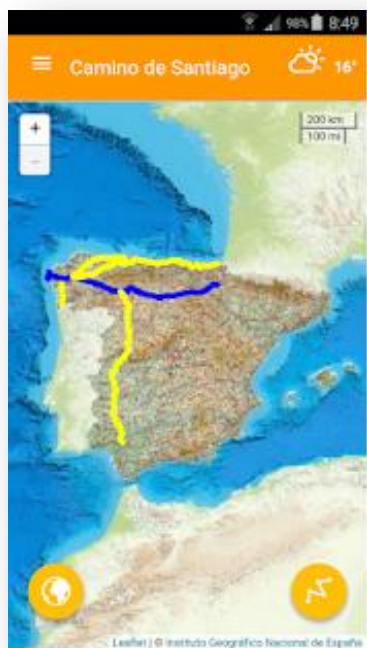 98% 8:49
Camino de Santiago 16°
+
200 km
100 mi
−
Leaflet | © Instituto Geográfico Nacional de España